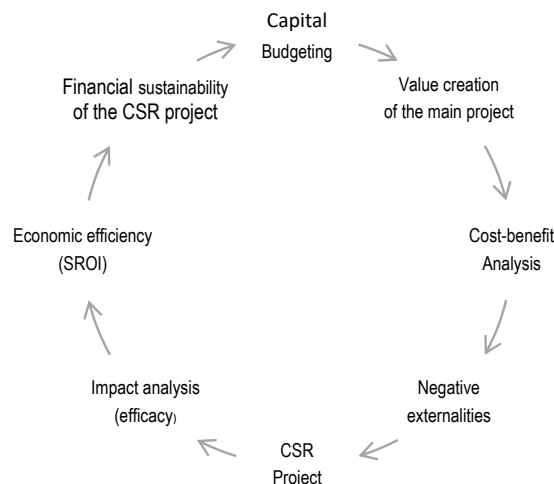 Capital
Budgeting
Value creation
of the main project
Cost-benefit
Analysis
Negative
externalities
CSR
Project
Impact analysis
(efficacy)
Economic efficiency
(SROI)
Financial sustainability
of the CSR project